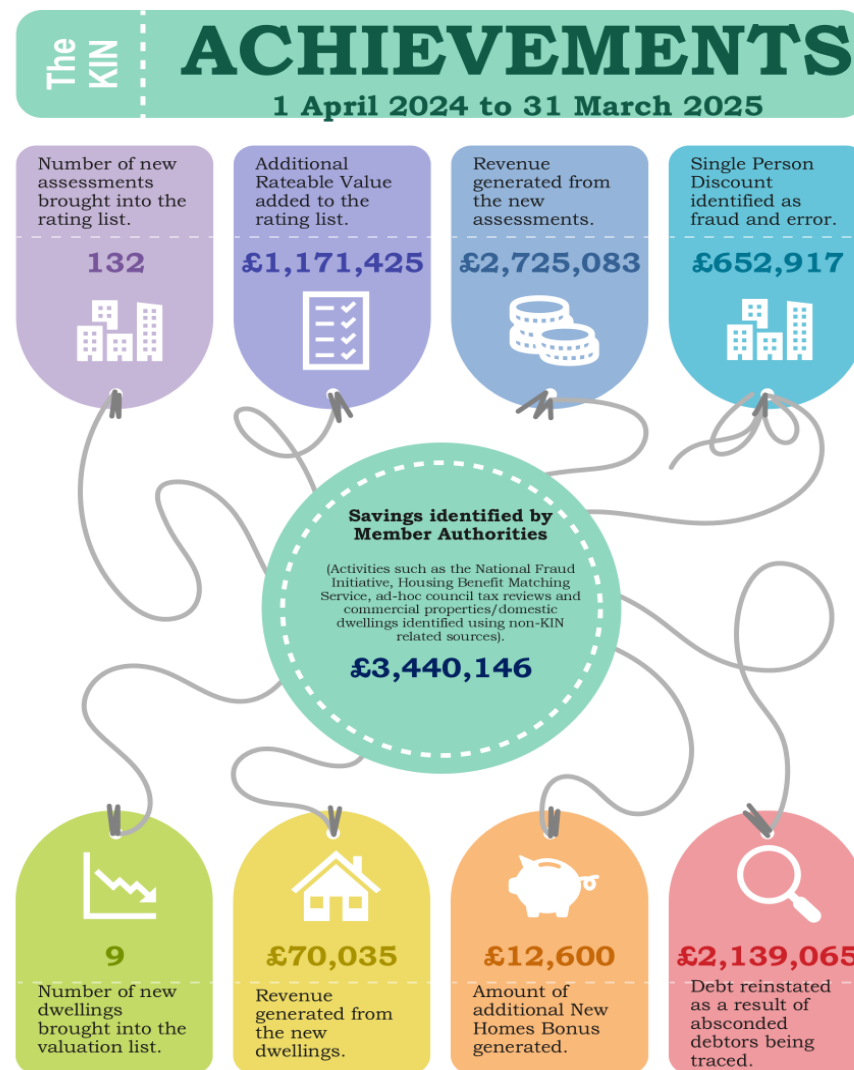 The
KIN
ACHIEVEMENTS
1 April 2024 to 31 March 2025
Number of new
assessments
brought into the
rating list.
132
Additional
Rateable Value
added to the
rating list.
£1,171,425
Revenue
generated from
the new
assessments.
£2,725,083
Single Person
Discount
identified as
fraud and error.
£652,917
Savings identified by
Member Authorities
(Activities such as the National Fraud
Initiative, Housing Benefit Matching
Service, ad-hoc council tax reviews and
commercial properties/domestic
dwellings identified using non-KIN
related sources).
£3,440,146
9
Number of new
dwellings
brought into the
valuation list.
£70,035
Revenue
generated from
the new
dwellings.
£12,600
Amount of
additional New
Homes Bonus
generated.
£2,139,065
Debt reinstated
as a result of
absconded
debtors being
traced.